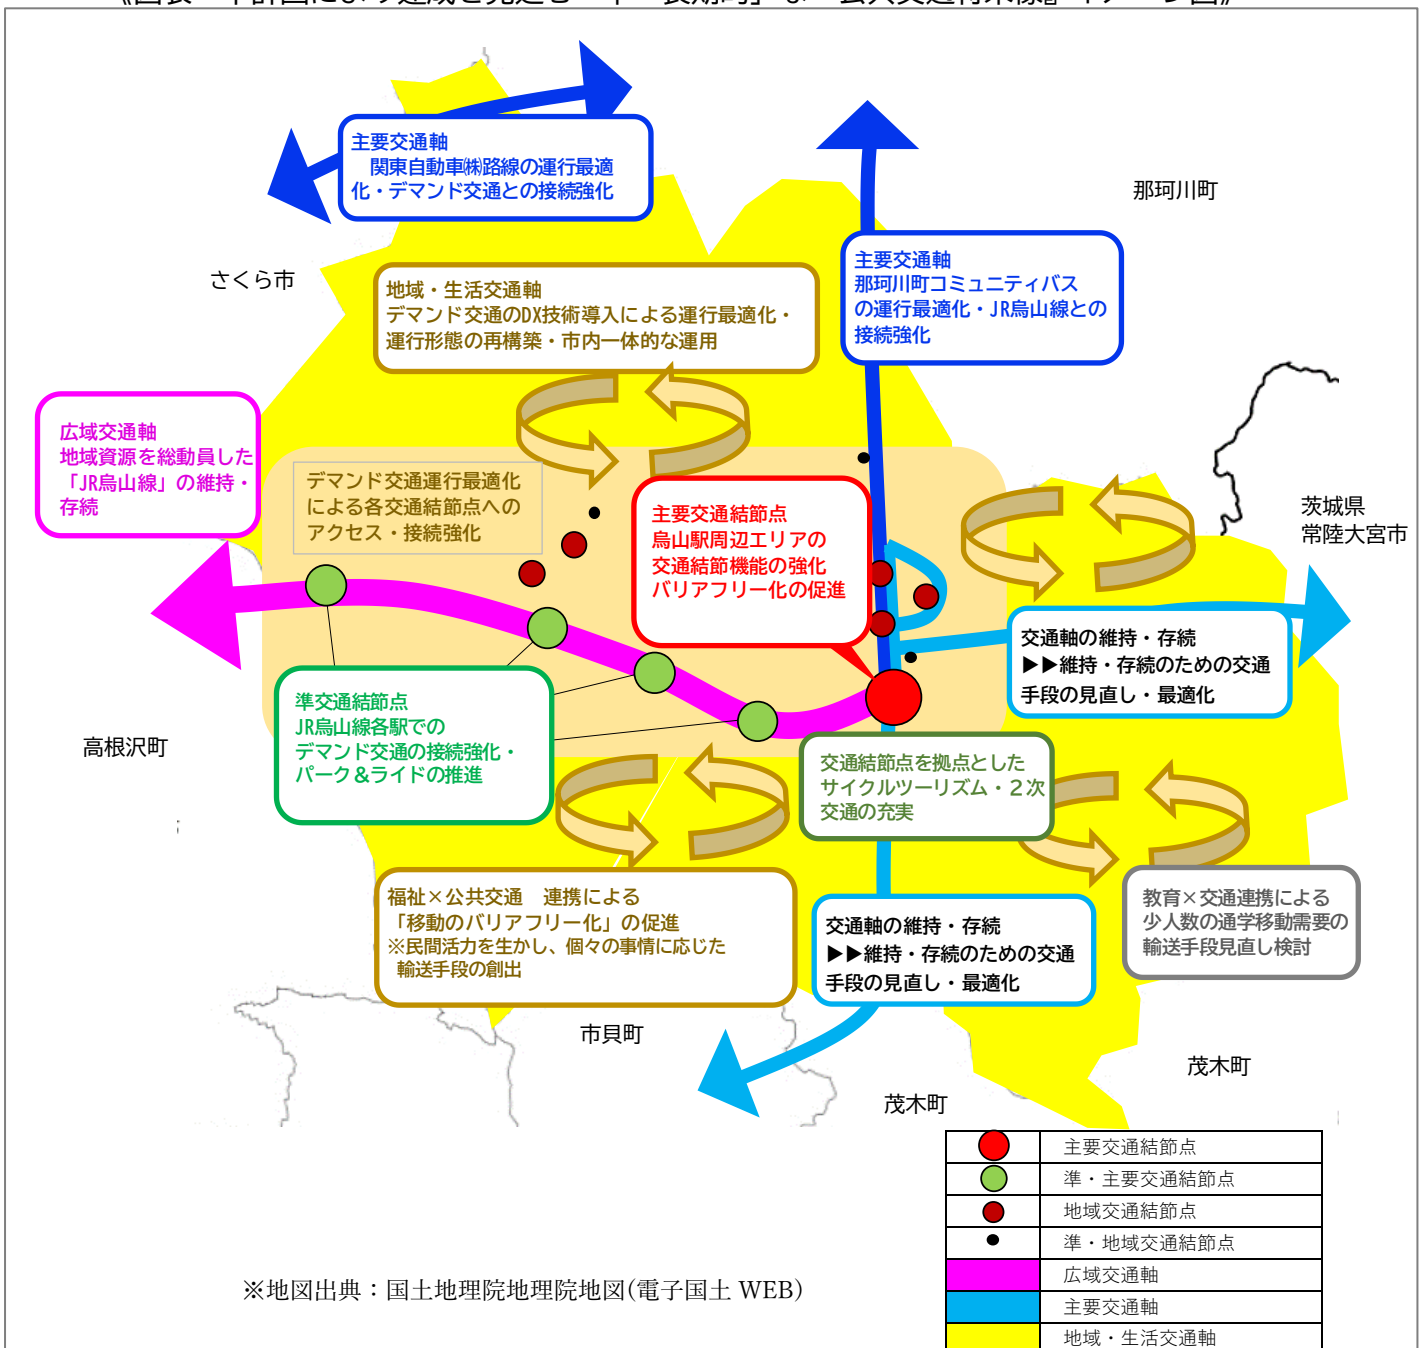 主要交通軸
関東自動車㈱路線の運行最適
化・デマンド交通との接続強化
那珂川町
さくら市
主要交通軸
那珂川町コミュニティバス
の運行最適化・JR烏山線との
接続強化
地域・生活交通軸
デマンド交通のDX技術導入による運行最適化・
運行形態の再構築・市内一体的な運用
広域交通軸
地域資源を総動員した
「JR烏山線」の維持・
存続
デマンド交通運行最適化
による各交通結節点への
アクセス・接続強化
主要交通結節点
烏山駅周辺エリアの
交通結節機能の強化
バリアフリー化の促進
茨城県
常陸大宮市
交通軸の維持・存続
▶▶維持・存続のための交通
手段の見直し・最適化
準交通結節点
JR烏山線各駅での
デマンド交通の接続強化・
パーク＆ライドの推進
高根沢町
交通結節点を拠点とした
サイクルツーリズム・２次
交通の充実
福祉×公共交通　連携による
「移動のバリアフリー化」の促進
※民間活力を生かし、個々の事情に応じた
輸送手段の創出
交通軸の維持・存続
▶▶維持・存続のための交通
手段の見直し・最適化
教育×交通連携による
少人数の通学移動需要の
輸送手段見直し検討
市貝町
茂木町
茂木町
主要交通結節点
準・主要交通結節点
地域交通結節点
準・地域交通結節点
広域交通軸
主要交通軸
地域・生活交通軸
※地図出典：国土地理院地理院地図(電子国土 WEB)